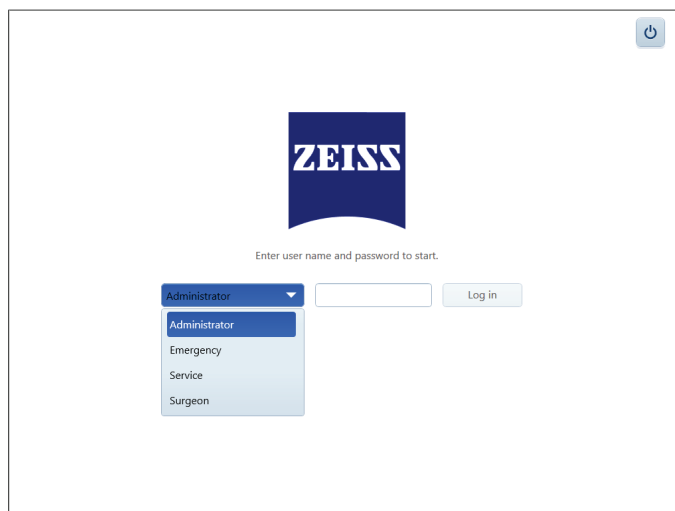 ZEISS
Enter user name and password to start.
Administrator
Log in
Administrator
Emergency
Service
Surgeon